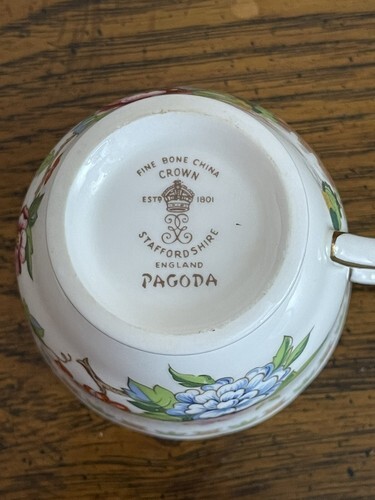 FINE BONE CHINA
CROWN
ESTD 1801
STAFFORDSHIRE
ENGLAND
PAGODA